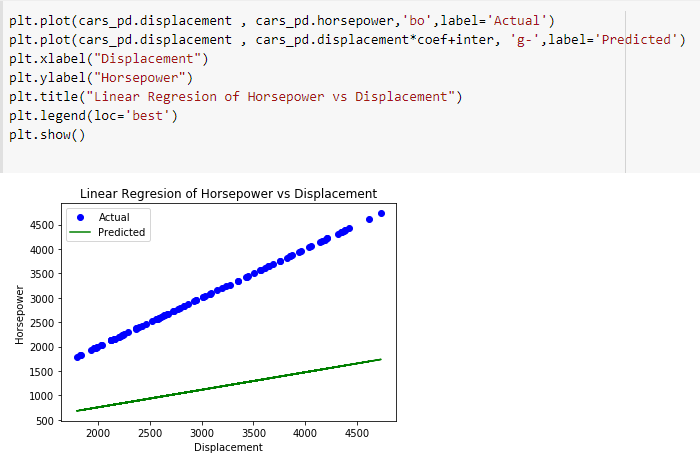 plt.plot(cars_pd.displacement , cars_pd.horsepower,'bo',label='Actual')
plt.plot(cars_pd.displacement , cars_pd.displacement*coef+inter, 'g-',label='Predicted')
plt.xlabel("Displacement")
plt.ylabel("Horsepower")
plt.title("Linear Regresion of Horsepower vs Displacement")
plt.legend(loc='best')
plt.show()
Linear Regresion of Horsepower vs Displacement
Actual
Predicted
Horsepower
4500
4000
3500
3000
2500
2000
1500
1000
500
2000 2500 3000 3500 4000 4500
Displacement